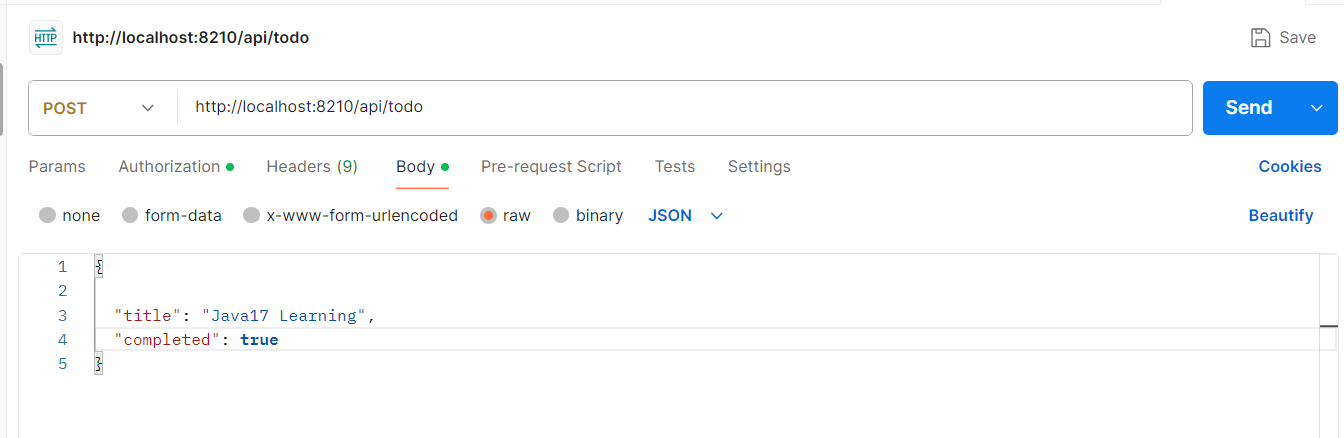 HTTP http://localhost:8210/api/todo Save
POST http://localhost:8210/api/todo Send
Params Authorization Headers (9) Body Pre-request Script Tests Settings Cookies
none form-data x-www-form-urlencoded raw binary JSON Beautify
1 {
2
3 "title": "Java17 Learning",
4 "completed": true
5 }